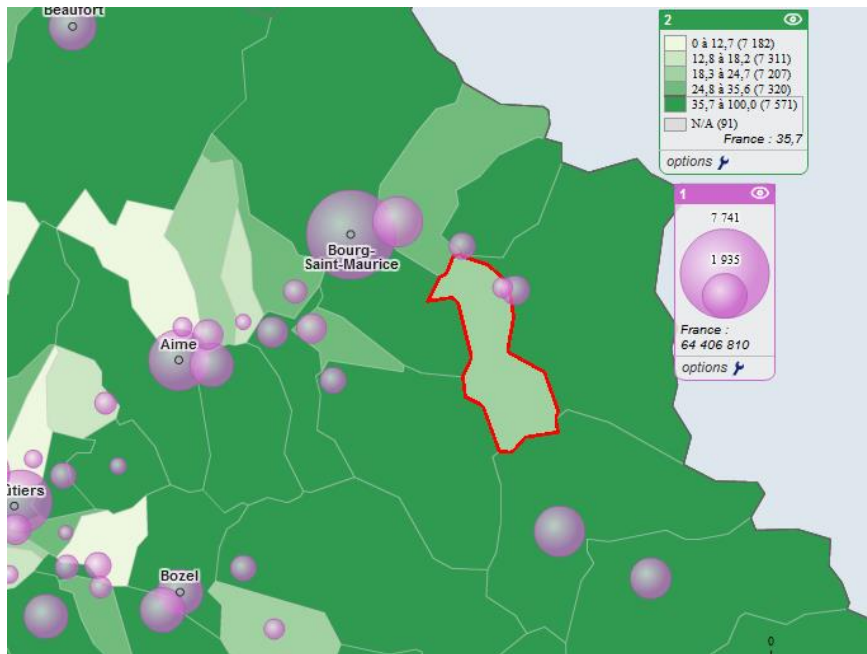 Beaufort
2
0 à 12,7 (7 182)
12,8 à 18,2 (7 311)
18,3 à 24,7 (7 207)
24,8 à 35,6 (7 320)
35,7 à 100,0 (7 571)
N/A (91)
France : 35,7
options
1
7 741
1 935
France :
64 406 810
options
Bourg-
Saint-Maurice
Aime
ûtiers
Bozel
0